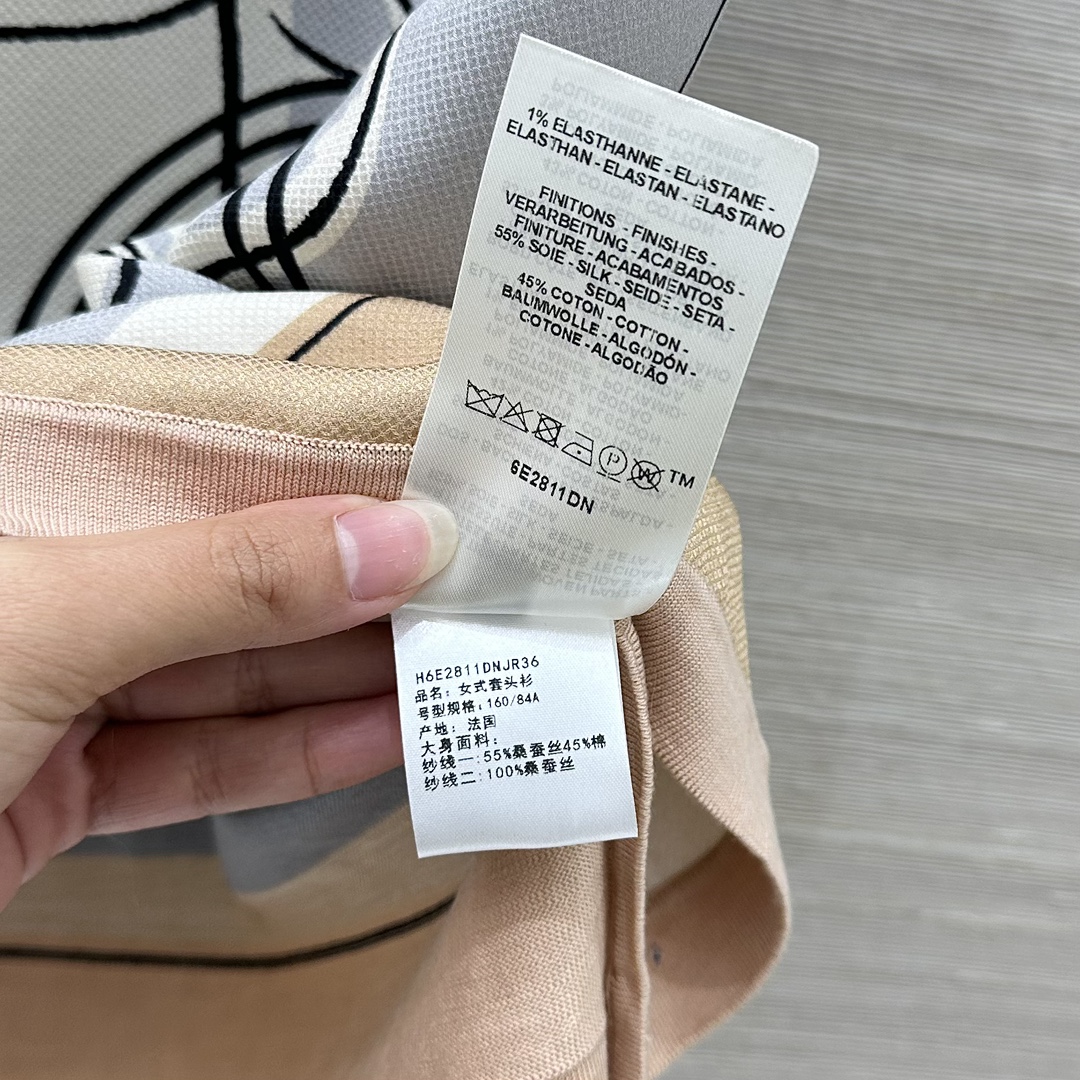 1% ELASTHANNE - ELASTANE -
ELASTHAN - ELASTAN - ELASTANO
FINITIONS - FINISHES -
VERARBEITUNG - ACABADOS -
FINITURE - ACABAMENTOS
55% SOIE - SILK - SEIDE - SETA -
SEDA
45% COTON - COTTON -
BAUMWOLLE - ALGODÓN -
COTONE - ALGODÃO
TM
6E2811DN
H6E2811DNJR36
品名: 女式套头衫
号型规格: 160/84A
产地: 法国
大身面料:
纱线一: 55%桑蚕丝45%棉
纱线二: 100%桑蚕丝